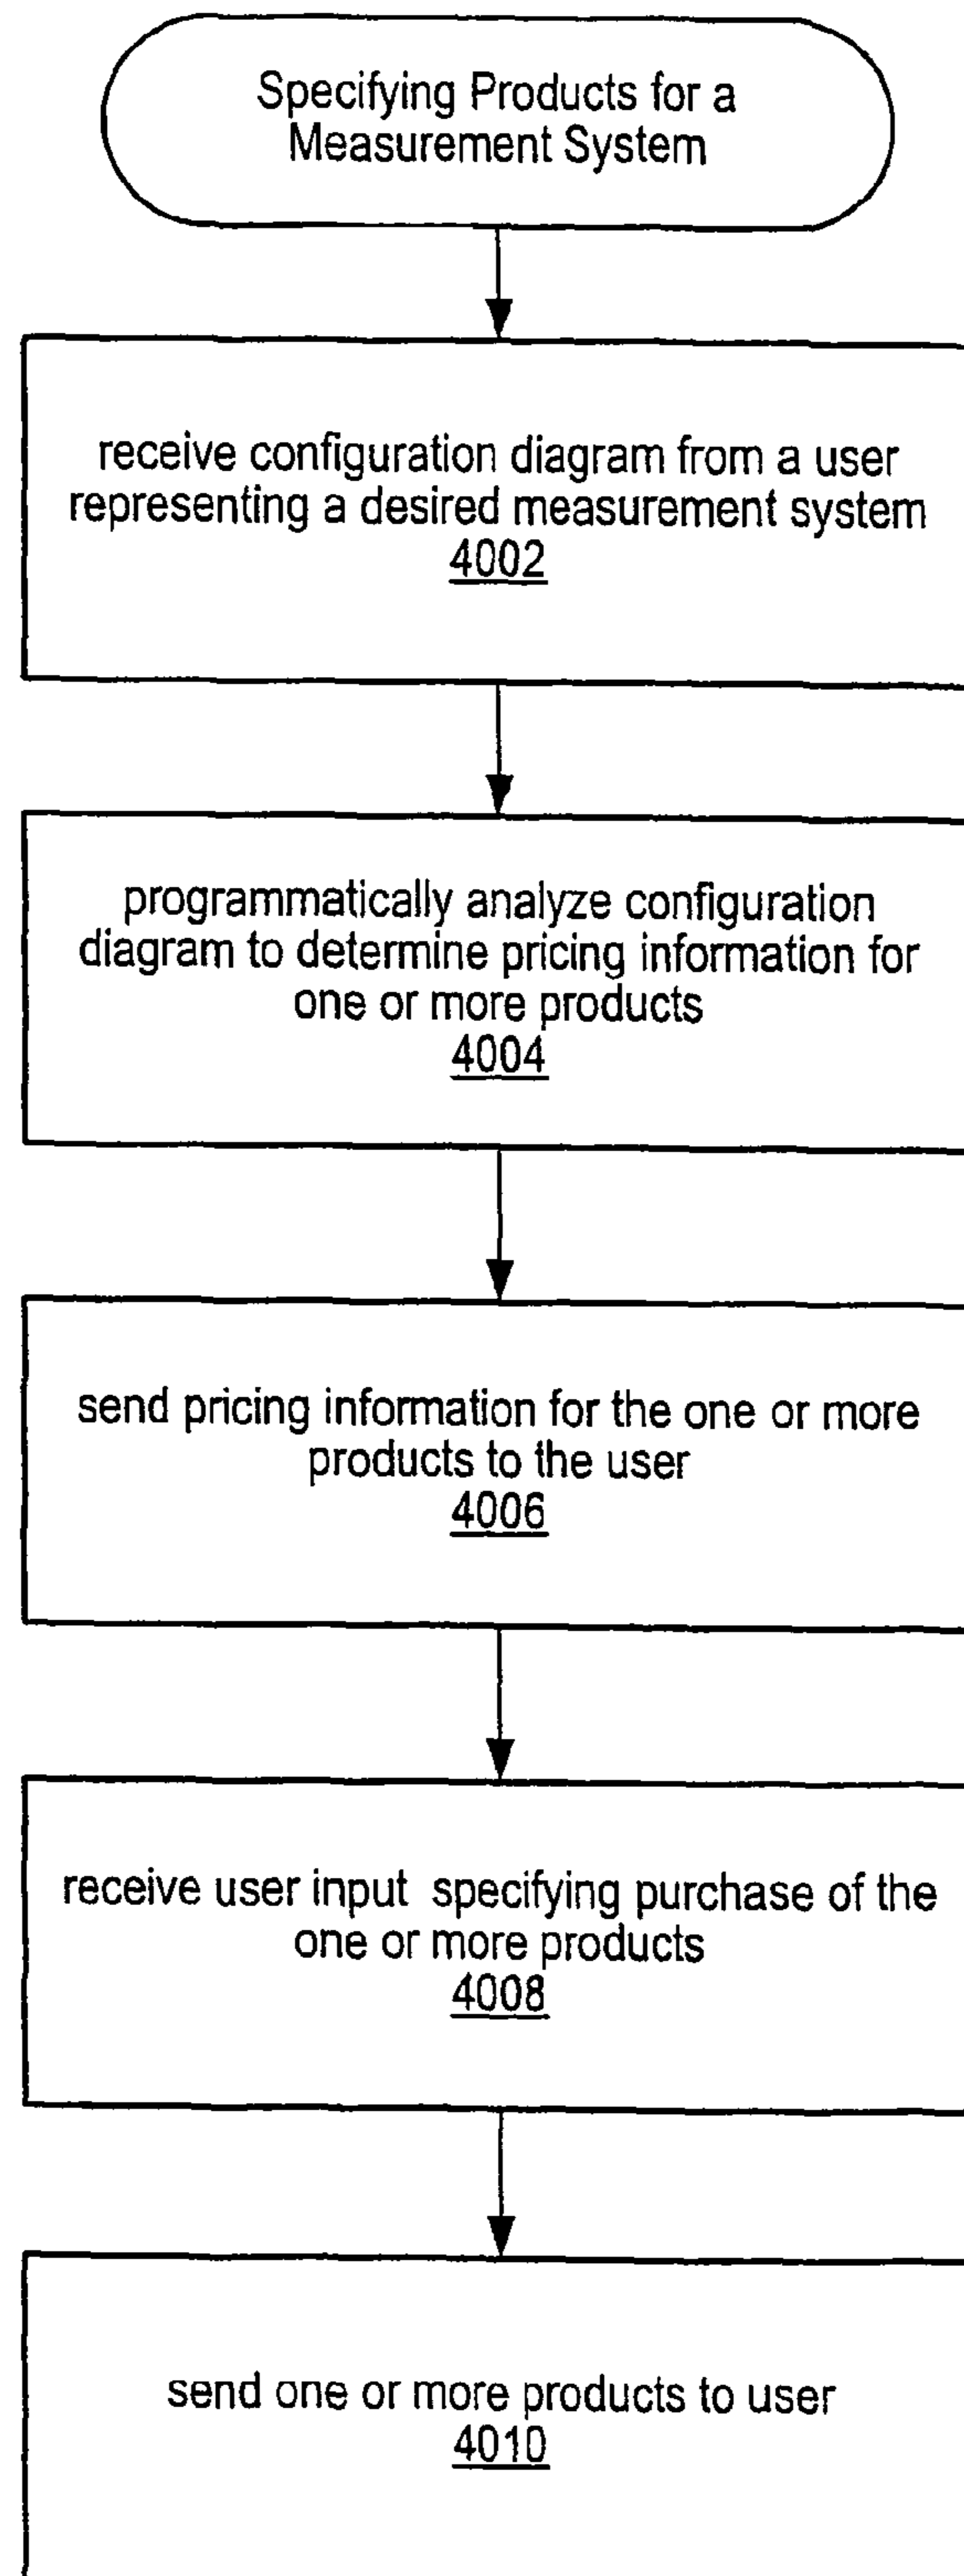 Specifying Products for a
Measurement System
receive configuration diagram from a user
representing a desired measurement system
4002
programmatically analyze configuration
diagram to determine pricing information for
one or more products
4004
send pricing information for the one or more
products to the user
4006
receive user input specifying purchase of the
one or more products
4008
send one or more products to user
4010